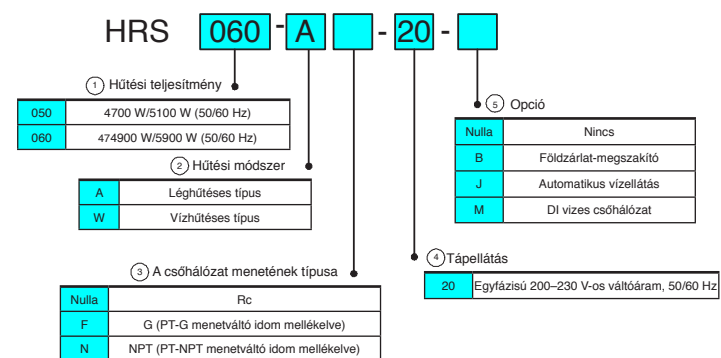 HRS 060 - A - 20 -
1 Hűtési teljesítmény
050 4700 W/5100 W (50/60 Hz)
060 474900 W/5900 W (50/60 Hz)
2 Hűtési módszer
A Léghűtéses típus
W Vízhűtéses típus
3 A csőhálózat menetének típusa
Nulla Rc
F G (PT-G menetváltó idom mellékelve)
N NPT (PT-NPT menetváltó idom mellékelve)
4 Tápellátás
20 Egyfázisú 200–230 V-os váltóáram, 50/60 Hz
5 Opció
Nulla Nincs
B Földzárlat-megszakító
J Automatikus vízellátás
M DI vizes csőhálózat